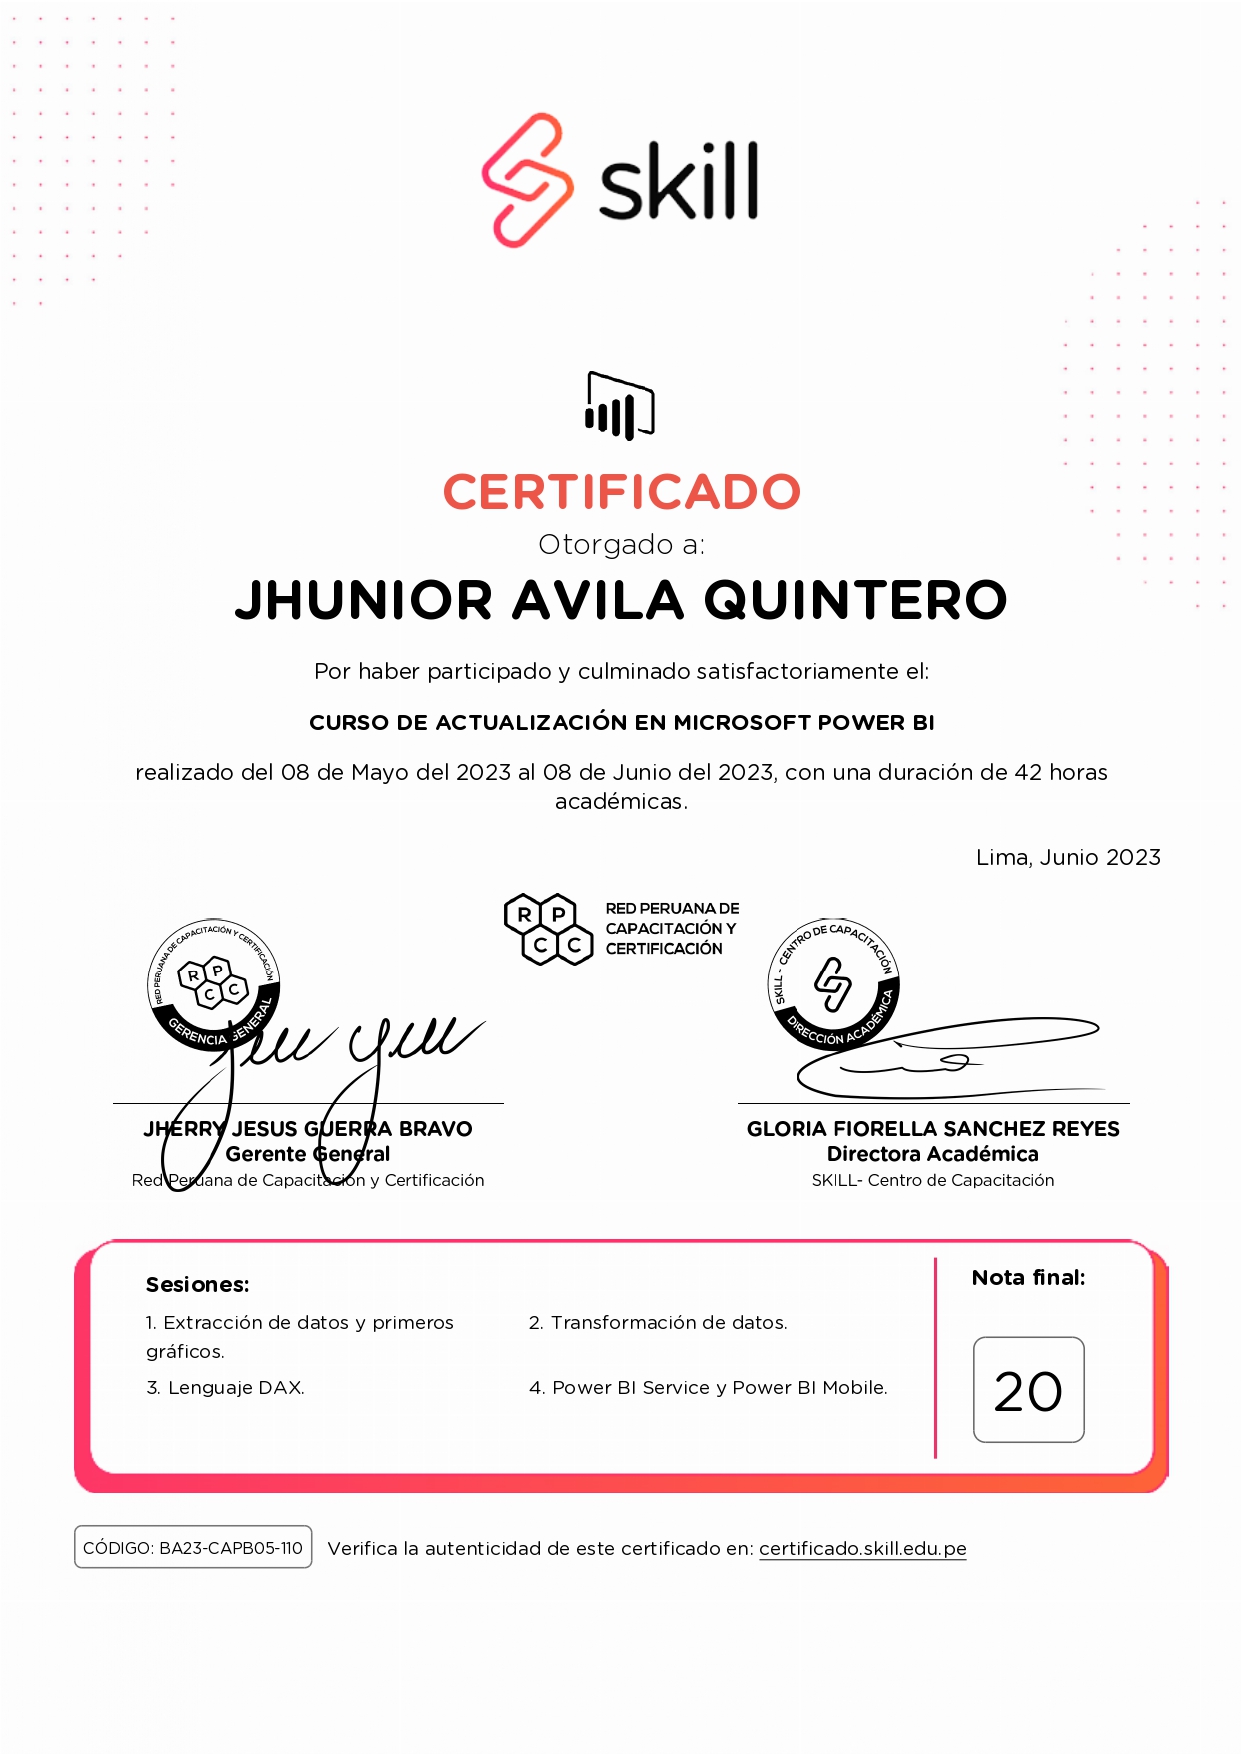 skill
CERTIFICADO
Otorgado a:
JHUNIOR AVILA QUINTERO
Por haber participado y culminado satisfactoriamente el:
CURSO DE ACTUALIZACIÓN EN MICROSOFT POWER BI
realizado del 08 de Mayo del 2023 al 08 de Junio del 2023, con una duración de 42 horas
académicas.
Lima, Junio 2023
R P C C
RED PERUANA DE
CAPACITACIÓN Y
CERTIFICACIÓN
RED PERUANA DE CAPACITACIÓN Y CERTIFICACIÓN
R P C C
GERENCIA GENERAL
SKILL - CENTRO DE CAPACITACIÓN
DIRECCIÓN ACADÉMICA
JHERRY JESUS GUERRA BRAVO
Gerente General
Red Peruana de Capacitación y Certificación
GLORIA FIORELLA SANCHEZ REYES
Directora Académica
SKILL- Centro de Capacitación
Sesiones:
1. Extracción de datos y primeros
gráficos.
2. Transformación de datos.
3. Lenguaje DAX.
4. Power BI Service y Power BI Mobile.
Nota final:
20
CÓDIGO: BA23-CAPB05-110
Verifica la autenticidad de este certificado en: certificado.skill.edu.pe